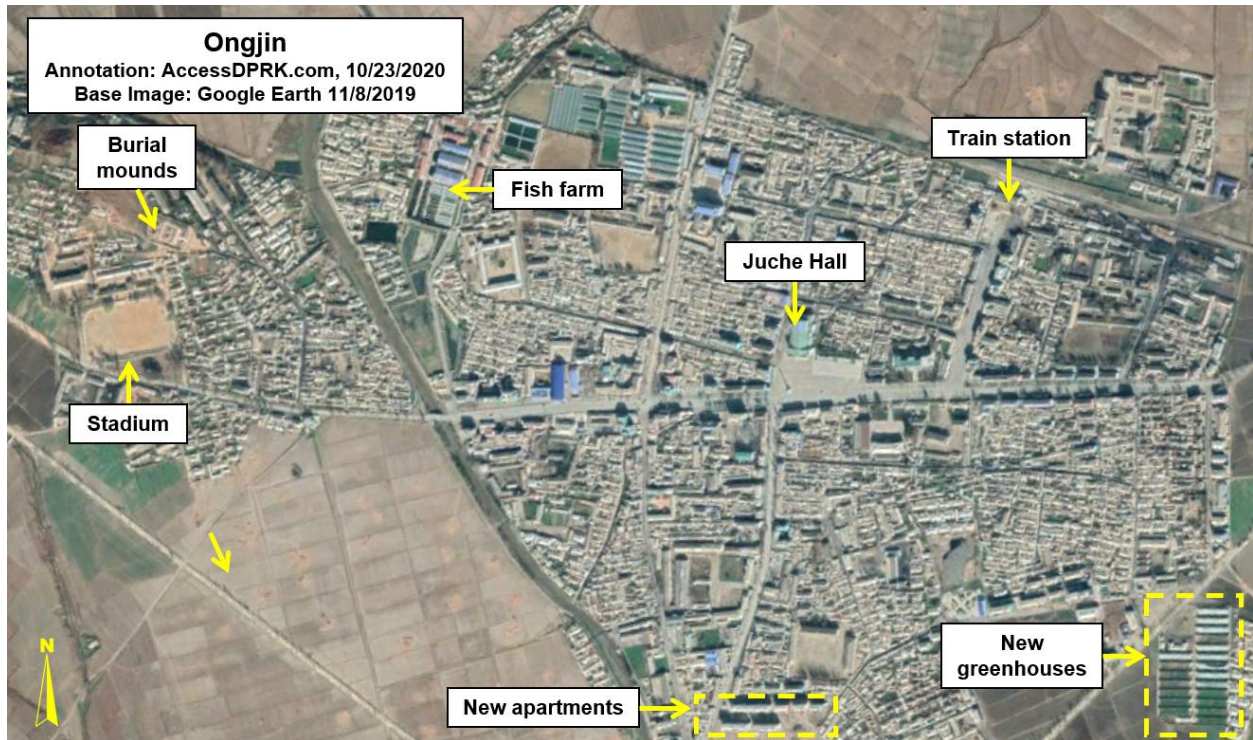 Ongjin
Annotation: AccessDPRK.com, 10/23/2020
Base Image: Google Earth 11/8/2019
Burial
mounds
Train station
Fish farm
Juche Hall
Stadium
New
greenhouses
New apartments
N